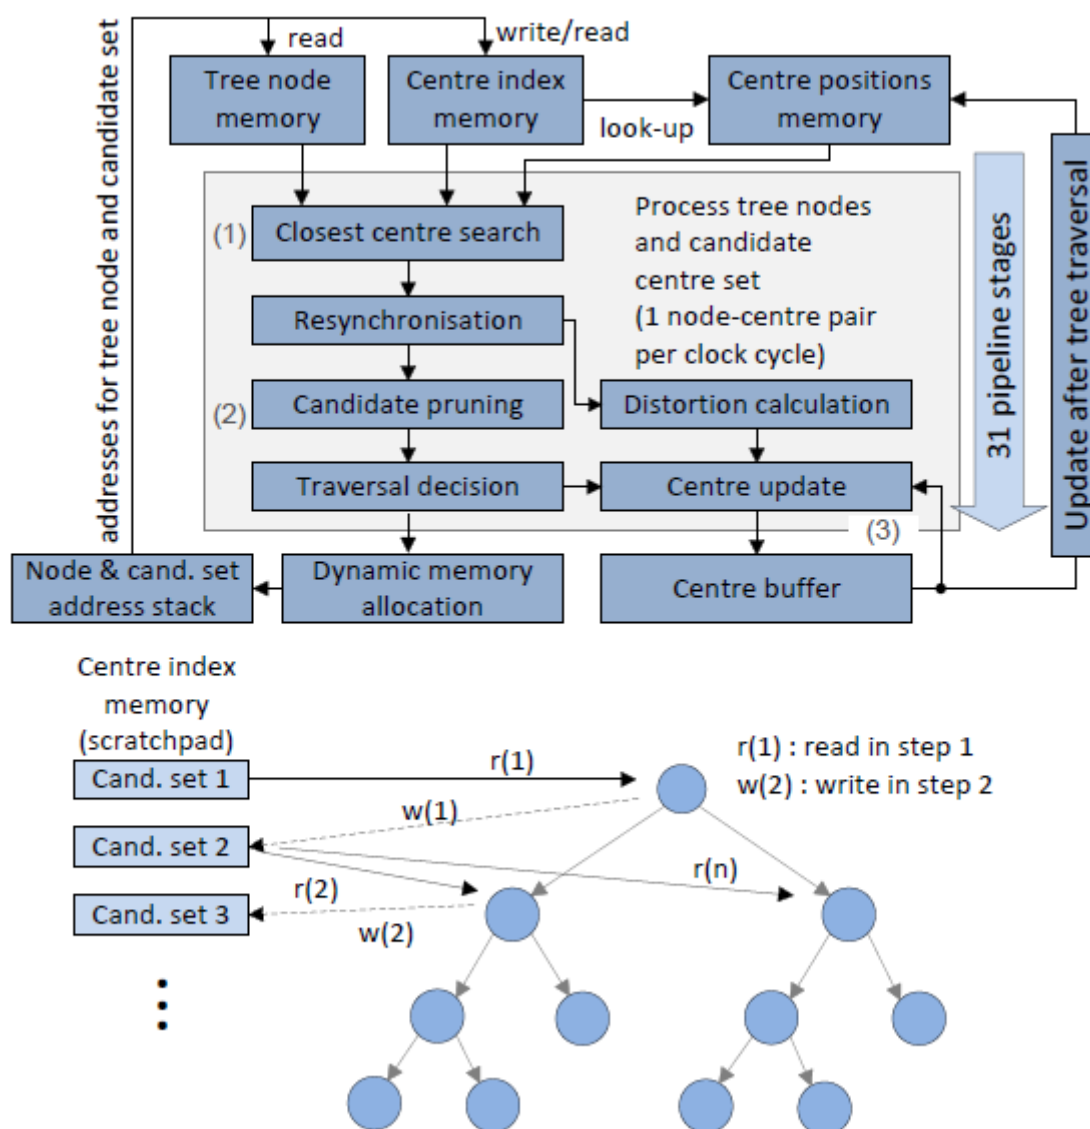 addresses for tree node and candidate set
read
write/read
Tree node
memory
Centre index
memory
look-up
Centre positions
memory
(1)
Closest centre search
Process tree nodes
and candidate
centre set
(1 node-centre pair
per clock cycle)
Resynchronisation
(2)
Candidate pruning
Distortion calculation
Traversal decision
Centre update
(3)
31 pipeline stages
Update after tree traversal
Node & cand. set
address stack
Dynamic memory
allocation
Centre buffer
Centre index
memory
(scratchpad)
Cand. set 1
r(1)
r(1) : read in step 1
w(2) : write in step 2
w(1)
Cand. set 2
r(n)
r(2)
Cand. set 3
w(2)